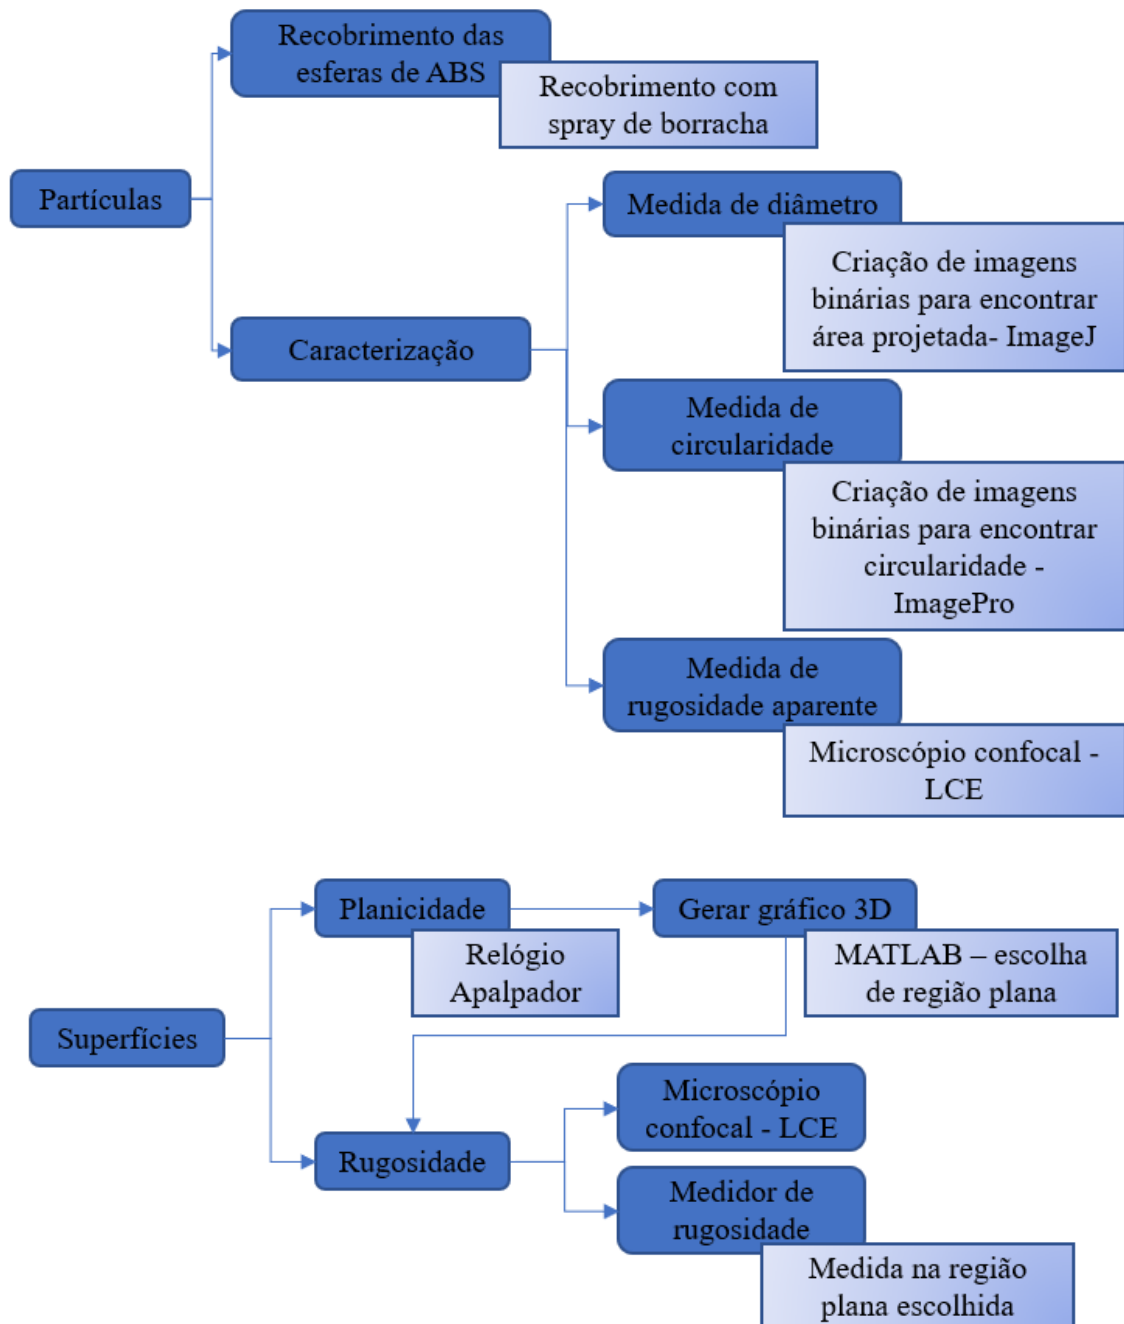 Recobrimento das
esferas de ABS
Recobrimento com
spray de borracha
Partículas
Medida de diâmetro
Criação de imagens
binárias para encontrar
área projetada- ImageJ
Caracterização
Medida de
circularidade
Criação de imagens
binárias para encontrar
circularidade -
ImagePro
Medida de
rugosidade aparente
Microscópio confocal -
LCE
Planicidade
Gerar gráfico 3D
Relógio
Apalpador
MATLAB – escolha
de região plana
Superfícies
Microscópio
confocal - LCE
Rugosidade
Medidor de
rugosidade
Medida na região
plana escolhida